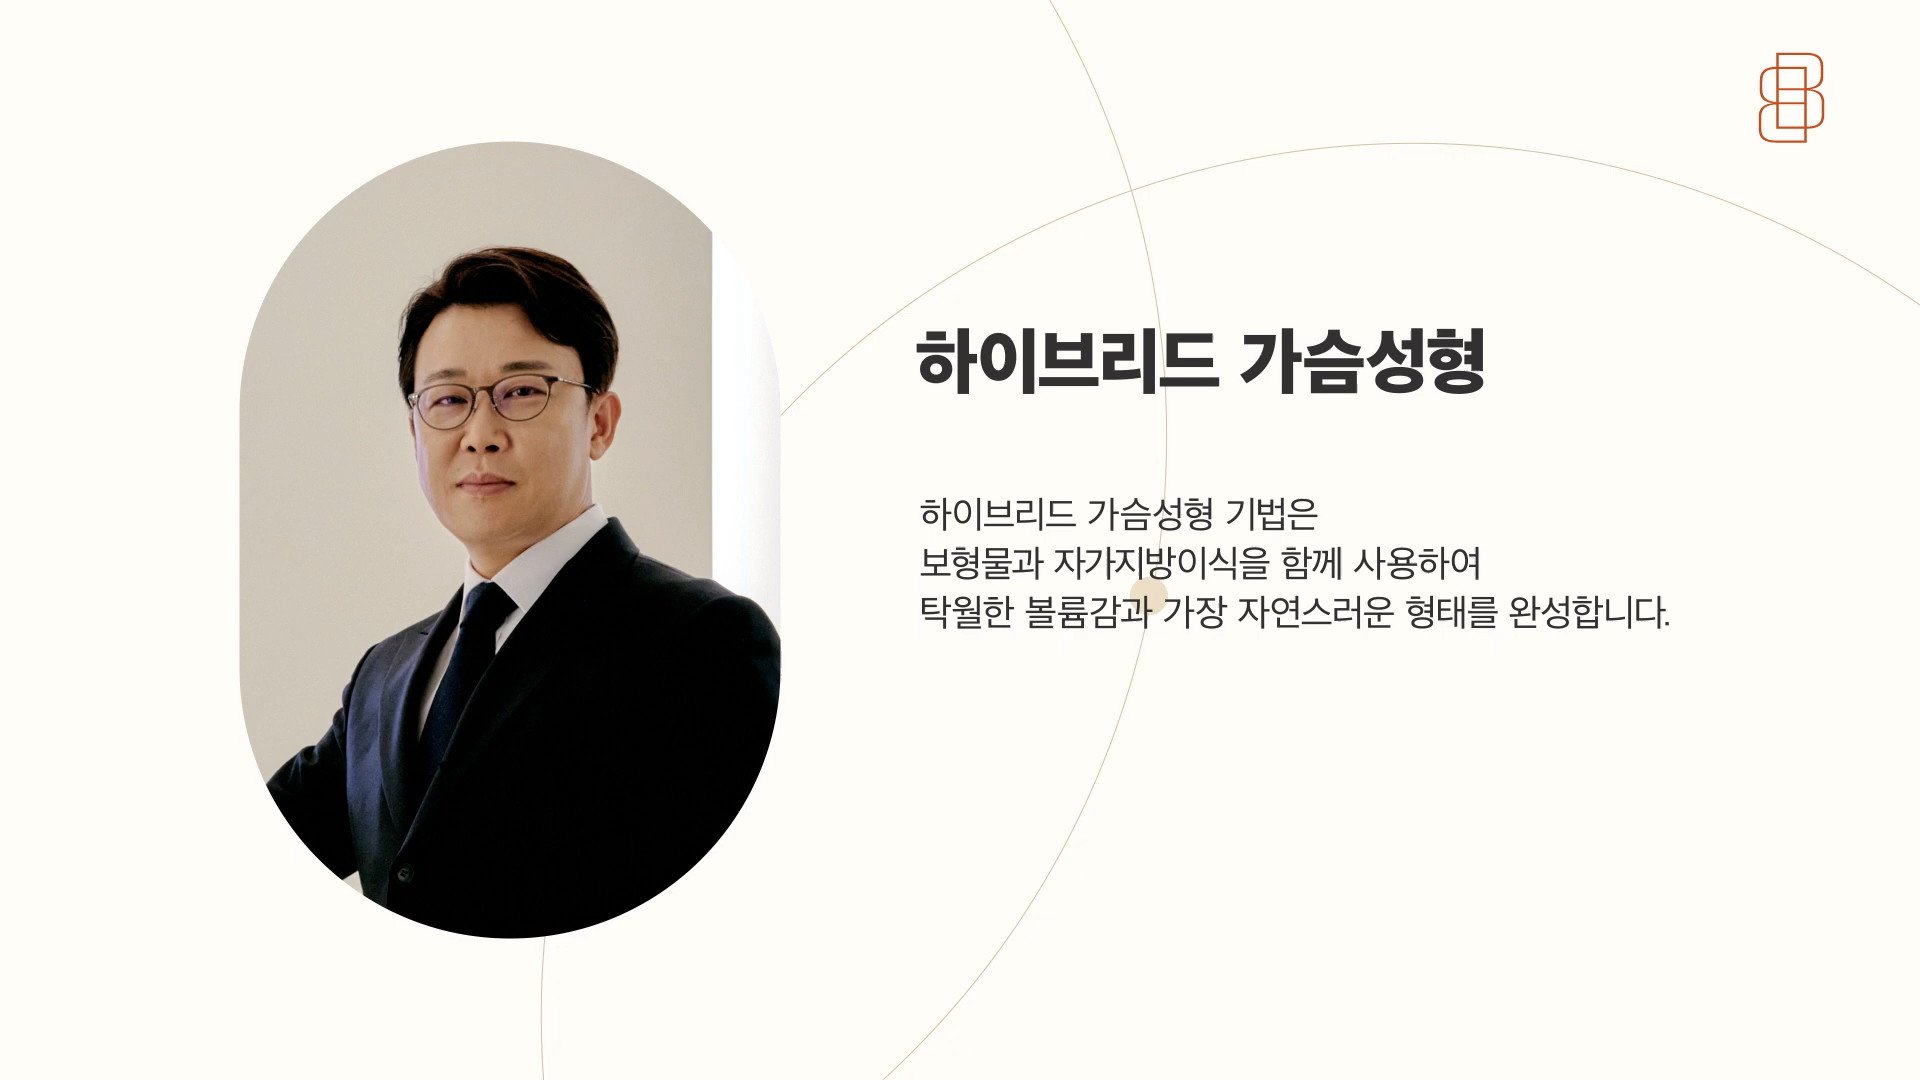 하이브리드 가슴성형
하이브리드 가슴성형 기법은
보형물과 자가지방이식을 함께 사용하여
탁월한 볼륨감과 가장 자연스러운 형태를 완성합니다.